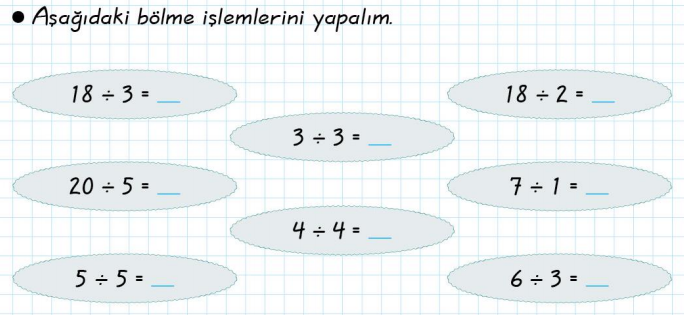 ● Aşağıdaki bölme işlemlerini yapalım.
18 ÷ 3 = __
18 ÷ 2 = __
3 ÷ 3 = __
20 ÷ 5 = __
7 ÷ 1 = __
4 ÷ 4 = __
5 ÷ 5 = __
6 ÷ 3 = __